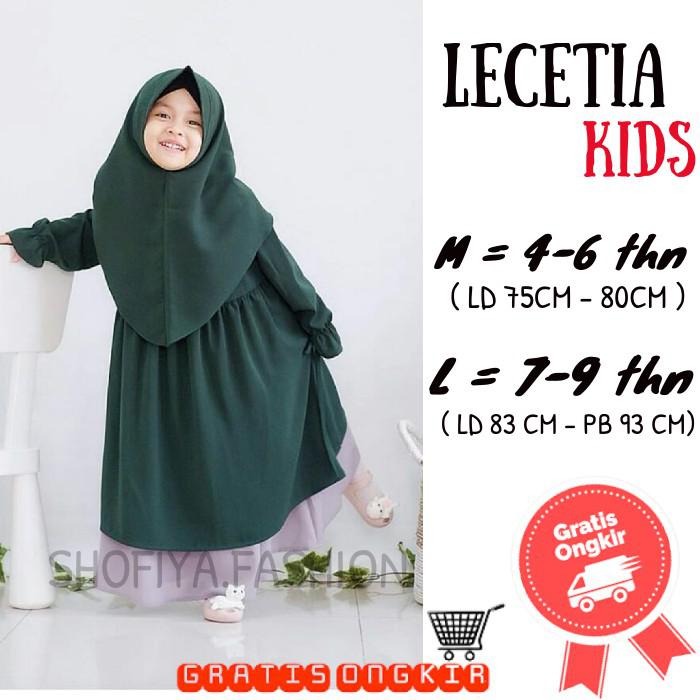 LECETIA
KIDS
M = 4-6 thn
( LD 75CM - 80CM )
L = 7-9 thn
( LD 83 CM - PB 93 CM)
Gratis
Ongkir
SHOFIYA.FASHION
GRATIS ONGKIR